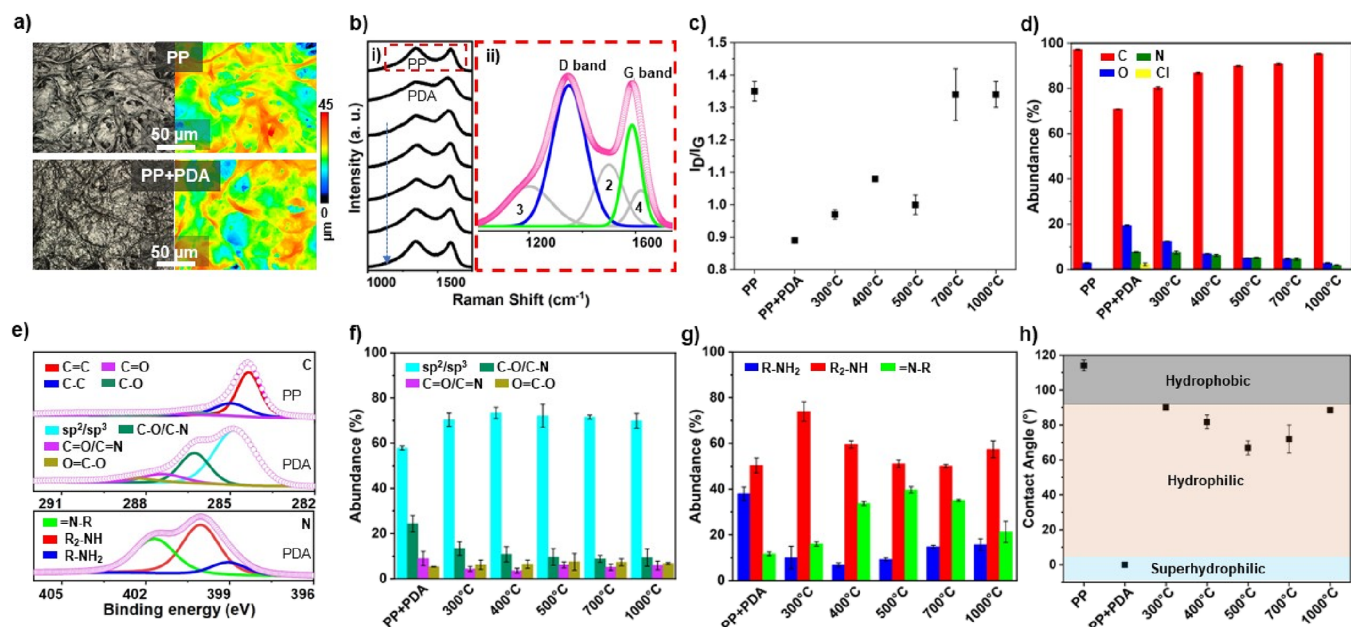 a)
PP
50 µm
PP+PDA
50 µm
45
0
µm
b)
i)
PP
PDA
Intensity (a. u.)
1000 1500
ii)
D band
G band
3
2
4
1200 1600
Raman Shift (cm-1)
c)
ID/IG
1.5
1.4
1.3
1.2
1.1
1.0
0.9
0.8
PP PP+PDA 300°C 400°C 500°C 700°C 1000°C
d)
Abundance (%)
100
80
60
40
20
0
C N
O Cl
PP PP+PDA 300°C 400°C 500°C 700°C 1000°C
e)
C=C C=O
C-C C-O
C
PP
sp2/sp3 C-O/C-N
C=O/C=N
O=C-O
PDA
291 288 285 282
=N-R
R2-NH
R-NH2
N
PDA
405 402 399 396
Binding energy (eV)
f)
Abundance (%)
100
80
60
40
20
0
sp2/sp3 C-O/C-N
C=O/C=N O=C-O
PP+PDA 300°C 400°C 500°C 700°C 1000°C
g)
Abundance (%)
100
80
60
40
20
0
R-NH2 R2-NH =N-R
PP+PDA 300°C 400°C 500°C 700°C 1000°C
h)
Contact Angle (°)
120
100
80
60
40
20
0
Hydrophobic
Hydrophilic
Superhydrophilic
PP PP+PDA 300°C 400°C 500°C 700°C 1000°C